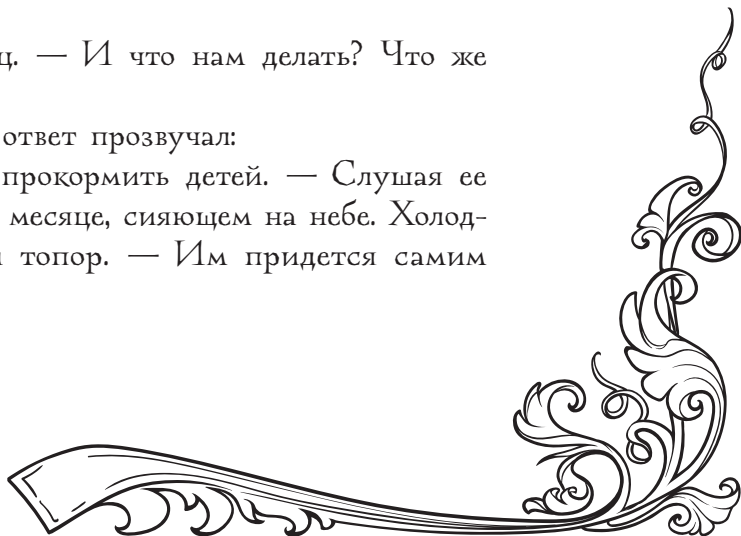 ц. — И что нам делать? Что же
ответ прозвучал:
прокормить детей. — Слушая ее
месяце, сияющем на небе. Холод-
топор. — Им придется самим